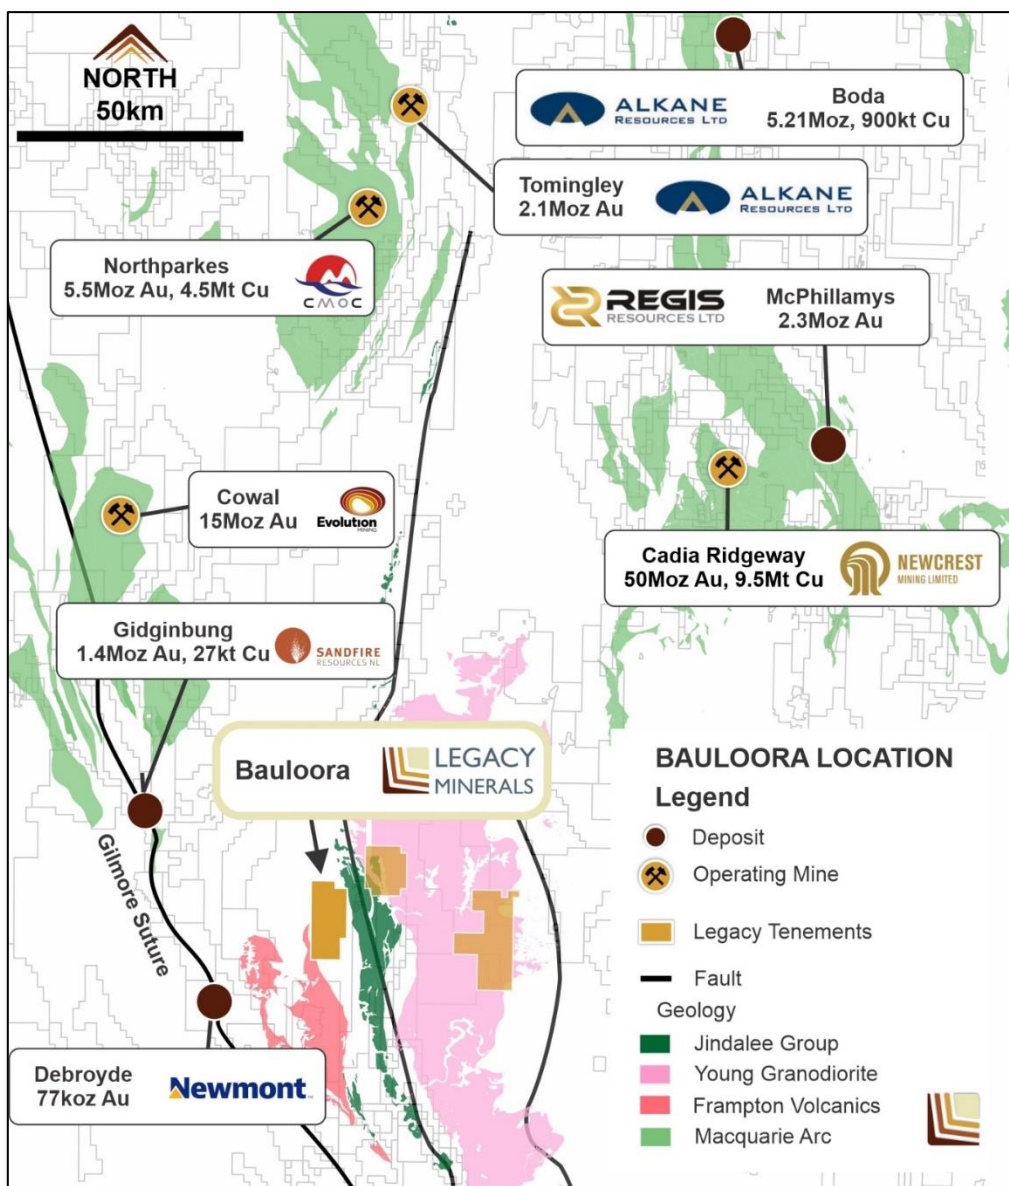 NORTH
50km
ALKANE
RESOURCES LTD
Boda
5.21Moz, 900kt Cu
Tomingley
2.1Moz Au
ALKANE
RESOURCES LTD
Northparkes
5.5Moz Au, 4.5Mt Cu
CMOC
REGIS
RESOURCES LTD
McPhillamys
2.3Moz Au
Cowal
15Moz Au
Evolution
MINING
Cadia Ridgeway
50Moz Au, 9.5Mt Cu
NEWCREST
MINING LIMITED
Gidginbung
1.4Moz Au, 27kt Cu
SANDFIRE
RESOURCES NL
Bauloora
LEGACY
MINERALS
Gilmore Suture
Debroyde
77koz Au
Newmont™
BAULOORA LOCATION
Legend
Deposit
Operating Mine
Legacy Tenements
Fault
Geology
Jindalee Group
Young Granodiorite
Frampton Volcanics
Macquarie Arc